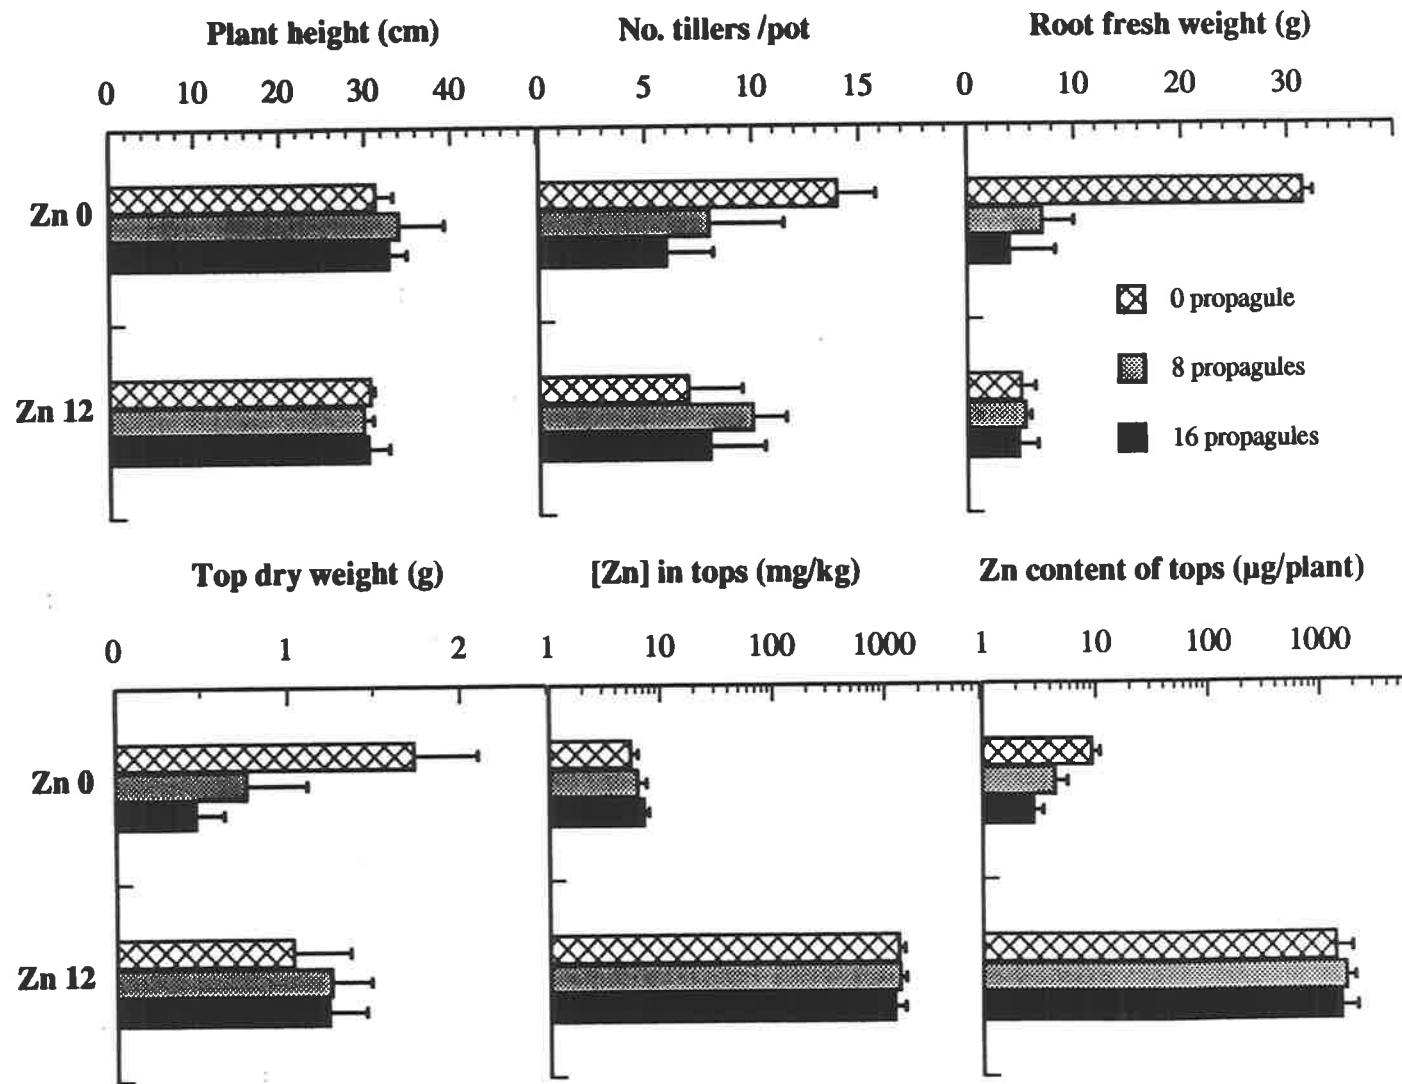 Plant height (cm) No. tillers /pot Root fresh weight (g)
0 10 20 30 40 0 5 10 15 0 10 20 30
Zn 0
0 propagule
8 propagules
Zn 12
16 propagules
Top dry weight (g) [Zn] in tops (mg/kg) Zn content of tops (µg/plant)
0 1 2 1 10 100 1000 1 10 100 1000
Zn 0
Zn 12